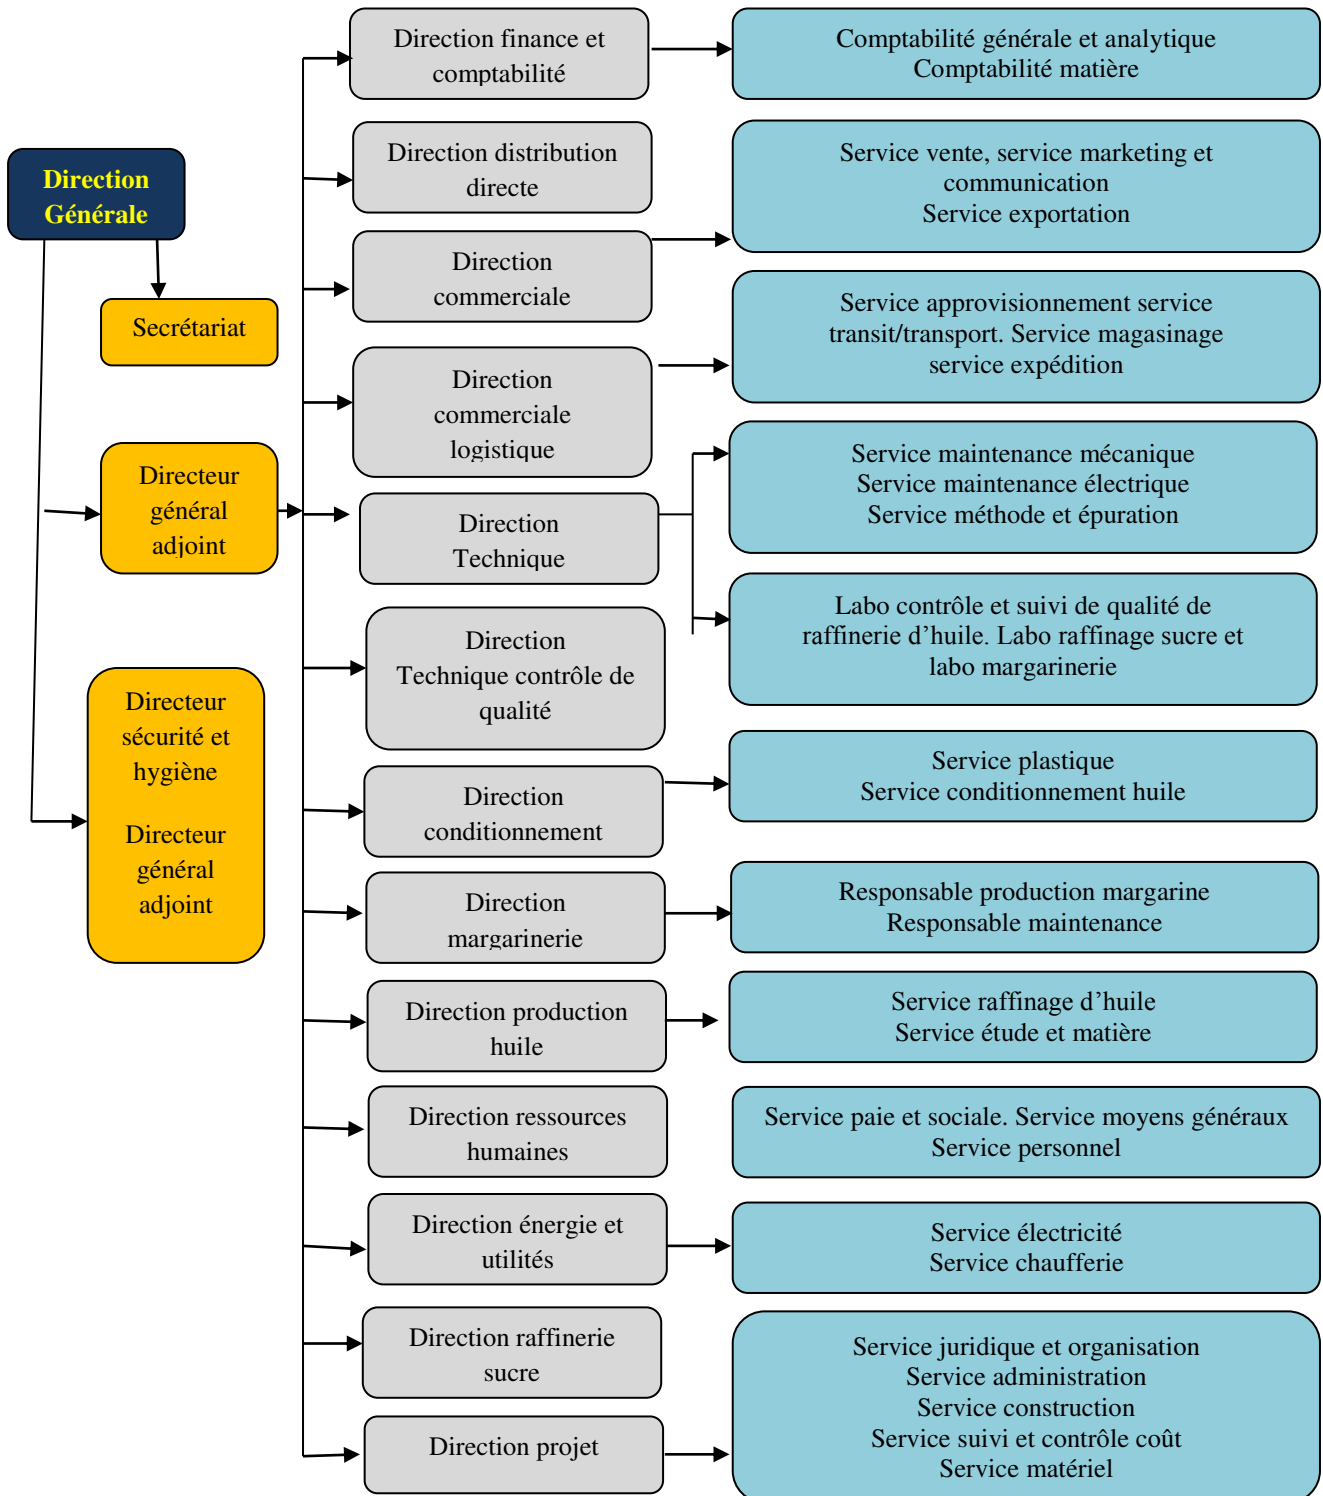 Direction
Générale
Secrétariat
Directeur
général
adjoint
Directeur
sécurité et
hygiène
Directeur
général
adjoint
Direction finance et
comptabilité
Comptabilité générale et analytique
Comptabilité matière
Direction distribution
directe
Service vente, service marketing et
communication
Service exportation
Direction
commerciale
Direction
commerciale
logistique
Service approvisionnement service
transit/transport. Service magasinage
service expédition
Direction
Technique
Service maintenance mécanique
Service maintenance électrique
Service méthode et épuration
Direction
Technique contrôle de
qualité
Labo contrôle et suivi de qualité de
raffinerie d’huile. Labo raffinage sucre et
labo margarinerie
Direction
conditionnement
Service plastique
Service conditionnement huile
Direction
margarinerie
Responsable production margarine
Responsable maintenance
Direction production
huile
Service raffinage d’huile
Service étude et matière
Direction ressources
humaines
Service paie et sociale. Service moyens généraux
Service personnel
Direction énergie et
utilités
Service électricité
Service chaufferie
Direction raffinerie
sucre
Direction projet
Service juridique et organisation
Service administration
Service construction
Service suivi et contrôle coût
Service matériel